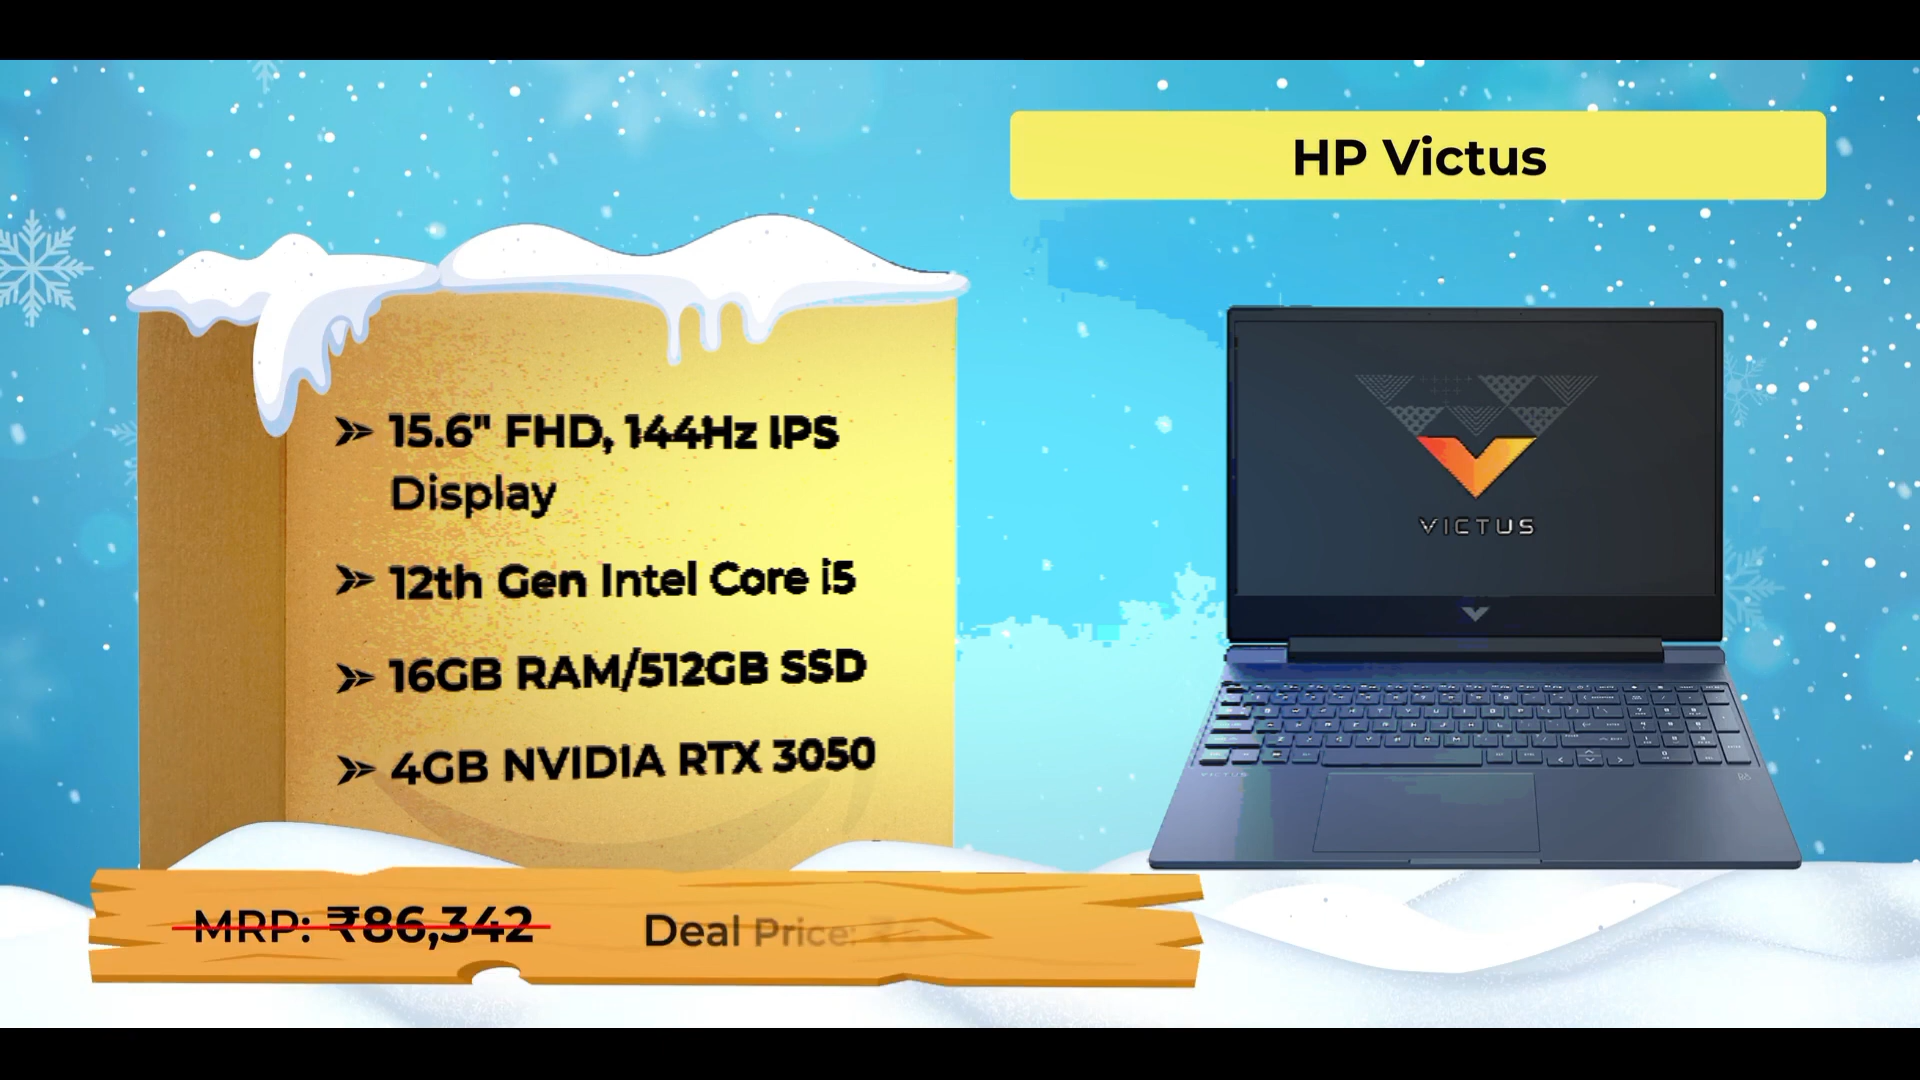 HP Victus
15.6" FHD, 144Hz IPS
Display
12th Gen Intel Core i5
16GB RAM/512GB SSD
4GB NVIDIA RTX 3050
VICTUS
MRP: ₹86,342
Deal Price: